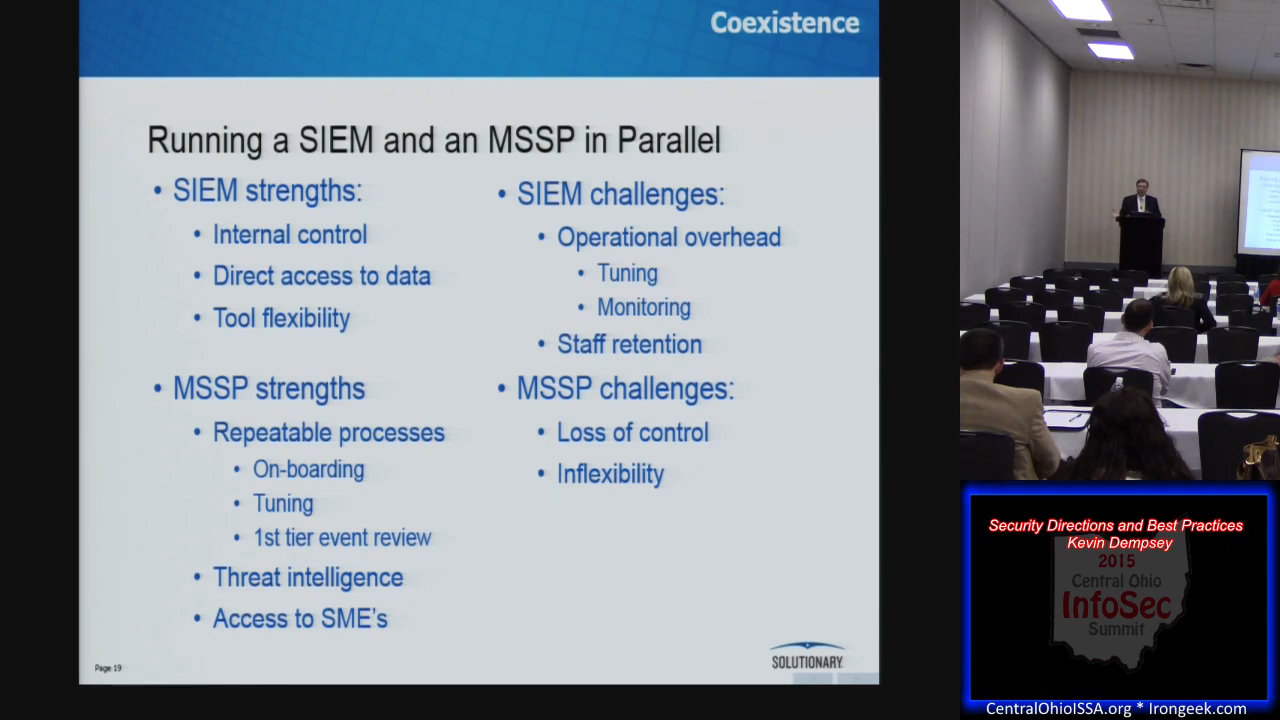 Coexistence
Running a SIEM and an MSSP in Parallel
• SIEM strengths:
• Internal control
• Direct access to data
• Tool flexibility
• MSSP strengths
• Repeatable processes
• On-boarding
• Tuning
• 1st tier event review
• Threat intelligence
• Access to SME's
• SIEM challenges:
• Operational overhead
• Tuning
• Monitoring
• Staff retention
• MSSP challenges:
• Loss of control
• Inflexibility
Page 19
SOLUTIONARY
Security Directions and Best Practices
Kevin Dempsey
2015
Central Ohio
InfoSec
Summit
CentralOhioISSA.org * Irongeek.com